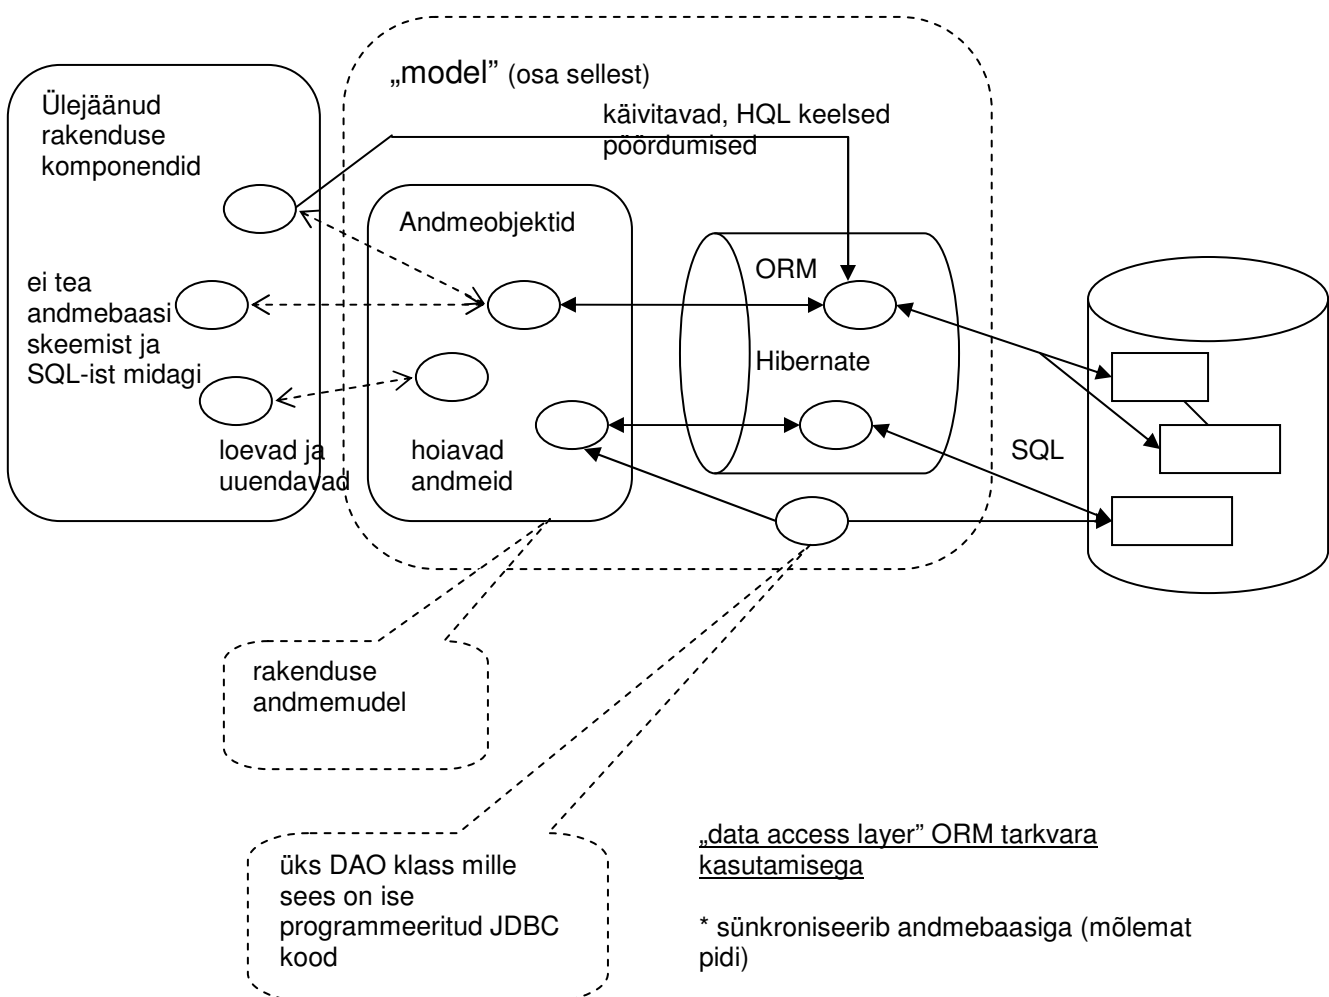 „model” (osa sellest)
Ülejäänud
rakenduse
komponendid
käivitavad, HQL keelsed
pöördumised
Andmeobjektid
ORM
ei tea
andmebaasi
skeemist ja
SQL-ist midagi
Hibernate
loevad ja
uuendavad
hoiavad
andmeid
SQL
rakenduse
andmemudel
„data access layer” ORM tarkvara
kasutamisega
üks DAO klass mille
sees on ise
programmeeritud JDBC
kood
* sünkroniseerib andmebaasiga (mõlemat
pidi)